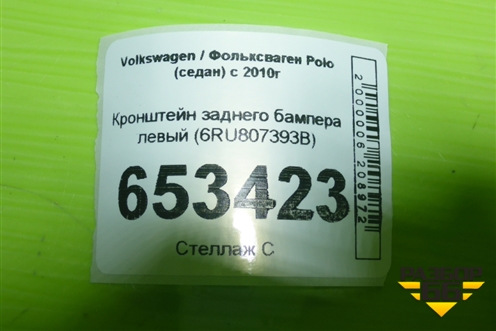 Volkswagen / Фольксваген Polo
(седан) с 2010г
Кронштейн заднего бампера
левый (6RU807393B)
653423
Стеллаж С
2000006208972